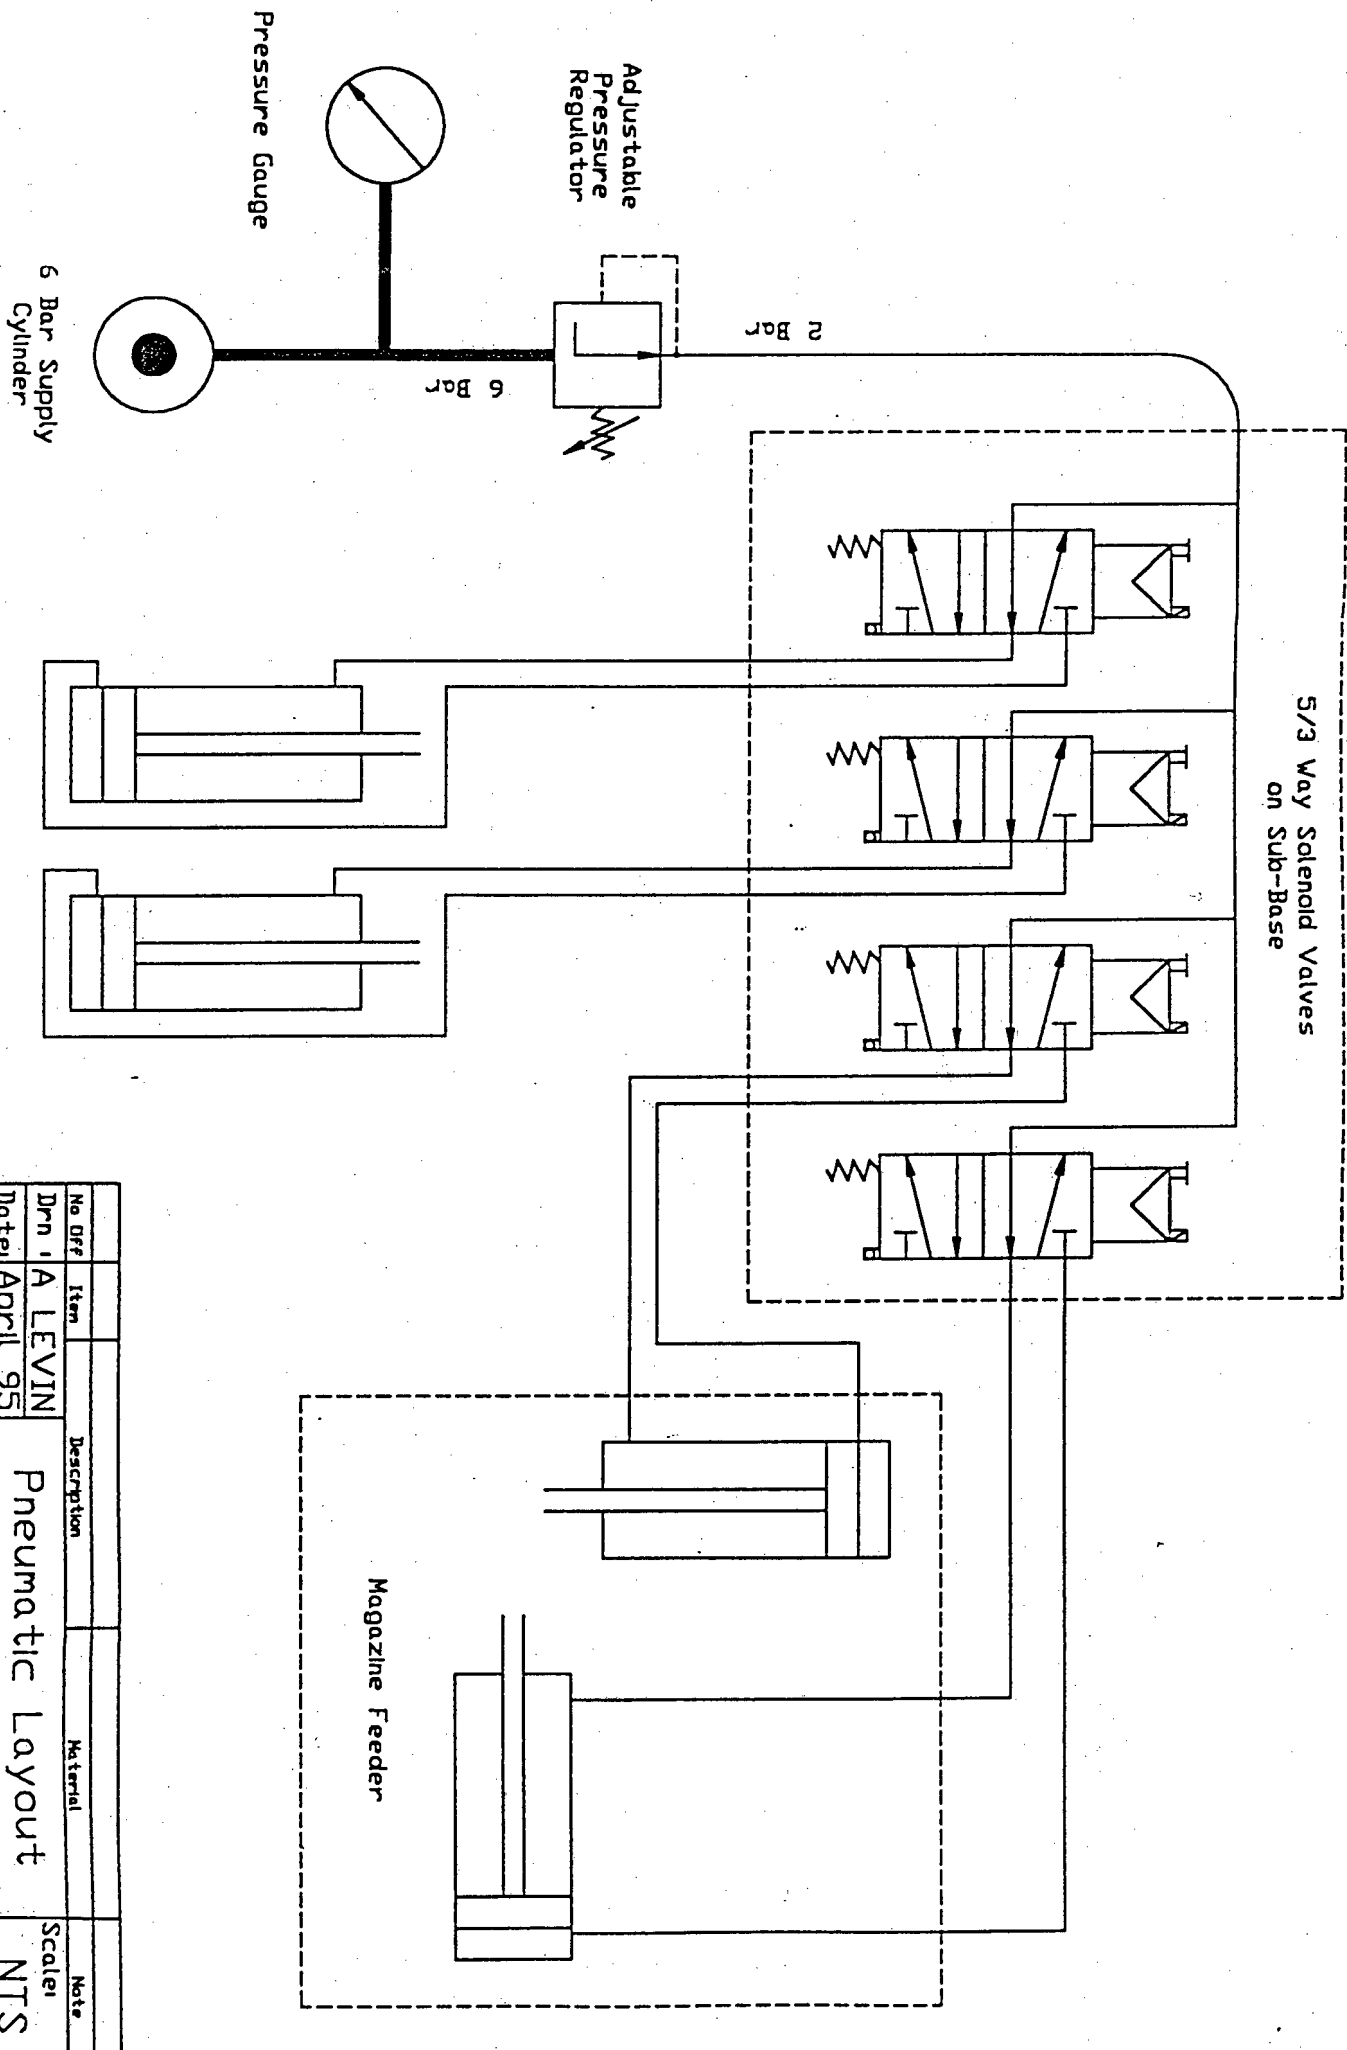 Pressure Gauge
6 Bar Supply
Cylinder
Adjustable
Pressure
Regulator
6 Bar
2 Bar
5/3 Way Solenoid Valves
on Sub-Base
Magazine Feeder
No Off Item Description Material Note
Drn : A LEVIN
Date: April 95
Pneumatic Layout
Scale:
NTS